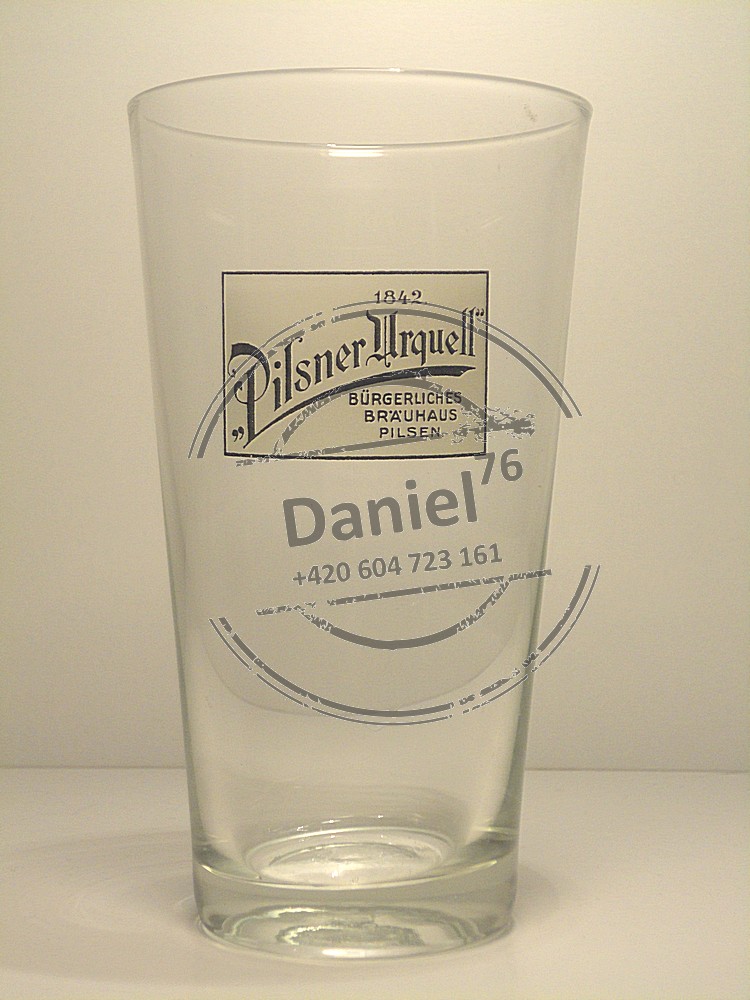 1842
„Pilsner Urquell“
BÜRGERLICHES
BRÄUHAUS
PILSEN
Daniel76
+420 604 723 161